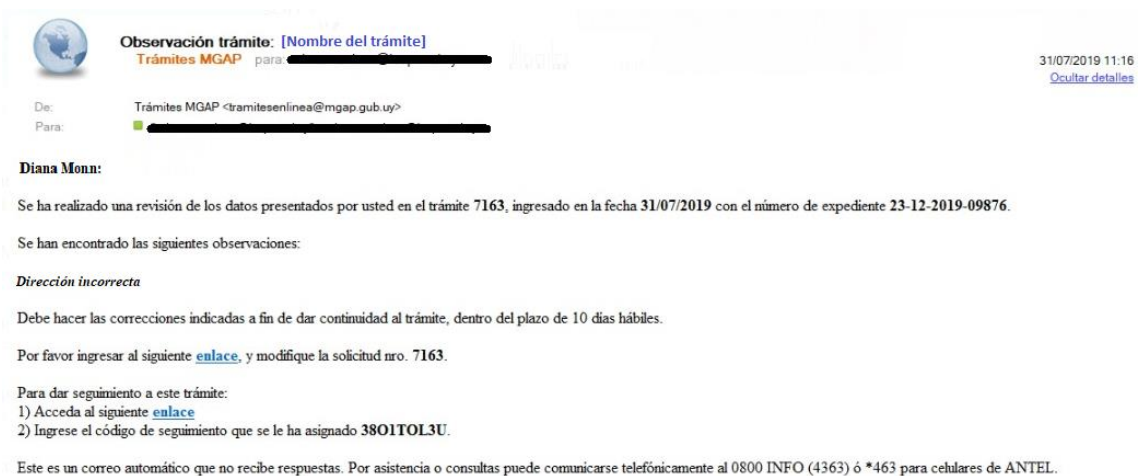 Observación trámite: [Nombre del trámite]
Trámites MGAP para:
31/07/2019 11:16
Ocultar detalles
De: Trámites MGAP <tramitesenlinea@mgap.gub.uy>
Para:
Diana Monn:
Se ha realizado una revisión de los datos presentados por usted en el trámite 7163, ingresado en la fecha 31/07/2019 con el número de expediente 23-12-2019-09876.
Se han encontrado las siguientes observaciones:
Dirección incorrecta
Debe hacer las correcciones indicadas a fin de dar continuidad al trámite, dentro del plazo de 10 días hábiles.
Por favor ingresar al siguiente enlace, y modifique la solicitud nro. 7163.
Para dar seguimiento a este trámite:
1) Acceda al siguiente enlace
2) Ingrese el código de seguimiento que se le ha asignado 38O1TOL3U.
Este es un correo automático que no recibe respuestas. Por asistencia o consultas puede comunicarse telefónicamente al 0800 INFO (4363) ó *463 para celulares de ANTEL.